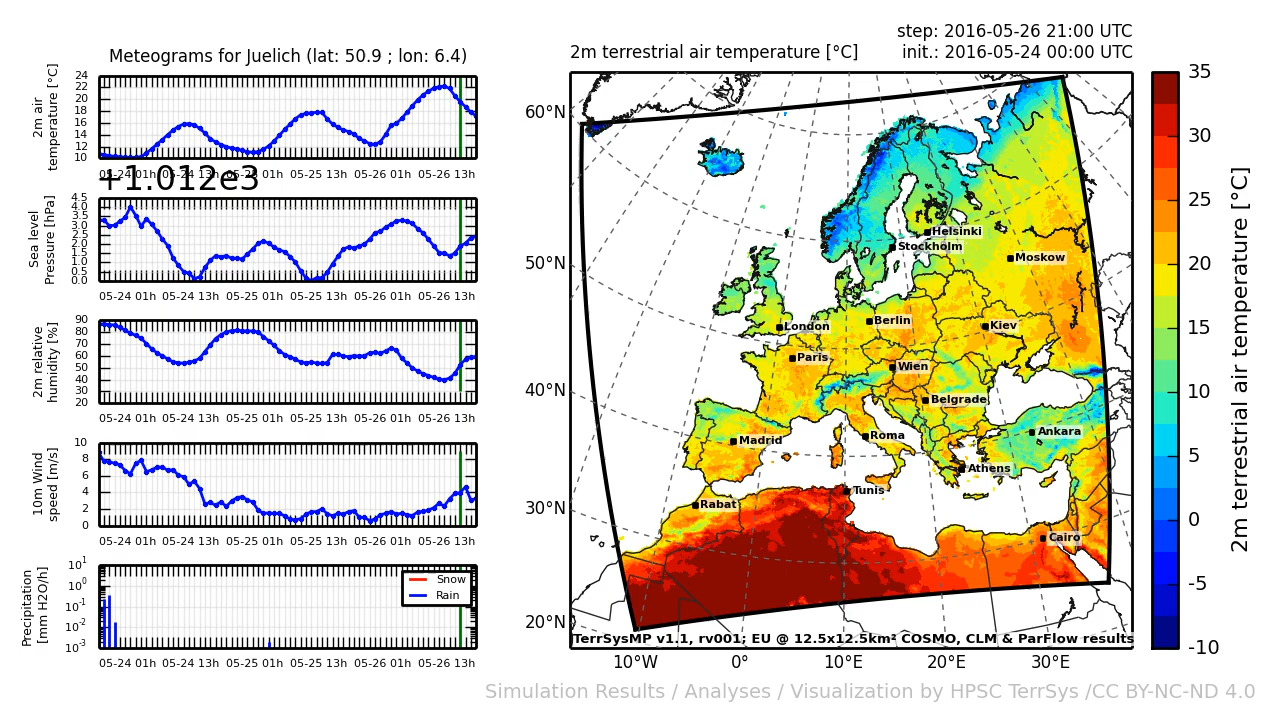 step: 2016-05-26 21:00 UTC
Meteograms for Juelich (lat: 50.9 ; lon: 6.4)
2m terrestrial air temperature [°C]
init.: 2016-05-24 00:00 UTC
2m air
temperature [°C]
24
22
20
18
16
14
12
10
05-24 01h 05-24 13h 05-25 01h 05-25 13h 05-26 01h 05-26 13h
+1.012e3
Sea level
Pressure [hPa]
4.5
4.0
3.5
3.0
2.5
2.0
1.5
1.0
0.5
0.0
05-24 01h 05-24 13h 05-25 01h 05-25 13h 05-26 01h 05-26 13h
2m relative
humidity [%]
90
80
70
60
50
40
30
20
05-24 01h 05-24 13h 05-25 01h 05-25 13h 05-26 01h 05-26 13h
10m Wind
speed [m/s]
10
8
6
4
2
0
05-24 01h 05-24 13h 05-25 01h 05-25 13h 05-26 01h 05-26 13h
Precipitation
[mm H2O/h]
10^1
10^0
10^-1
10^-2
10^-3
Snow
Rain
05-24 01h 05-24 13h 05-25 01h 05-25 13h 05-26 01h 05-26 13h
60°N
50°N
40°N
30°N
20°N
Helsinki
Stockholm
Moskow
London
Berlin
Kiev
Paris
Wien
Belgrade
Madrid
Roma
Ankara
Athens
Tunis
Rabat
Cairo
TerrSysMP v1.1, rv001; EU @ 12.5x12.5km² COSMO, CLM & ParFlow results
10°W 0° 10°E 20°E 30°E
35
30
25
20
15
10
5
0
-5
-10
2m terrestrial air temperature [°C]
Simulation Results / Analyses / Visualization by HPSC TerrSys /CC BY-NC-ND 4.0